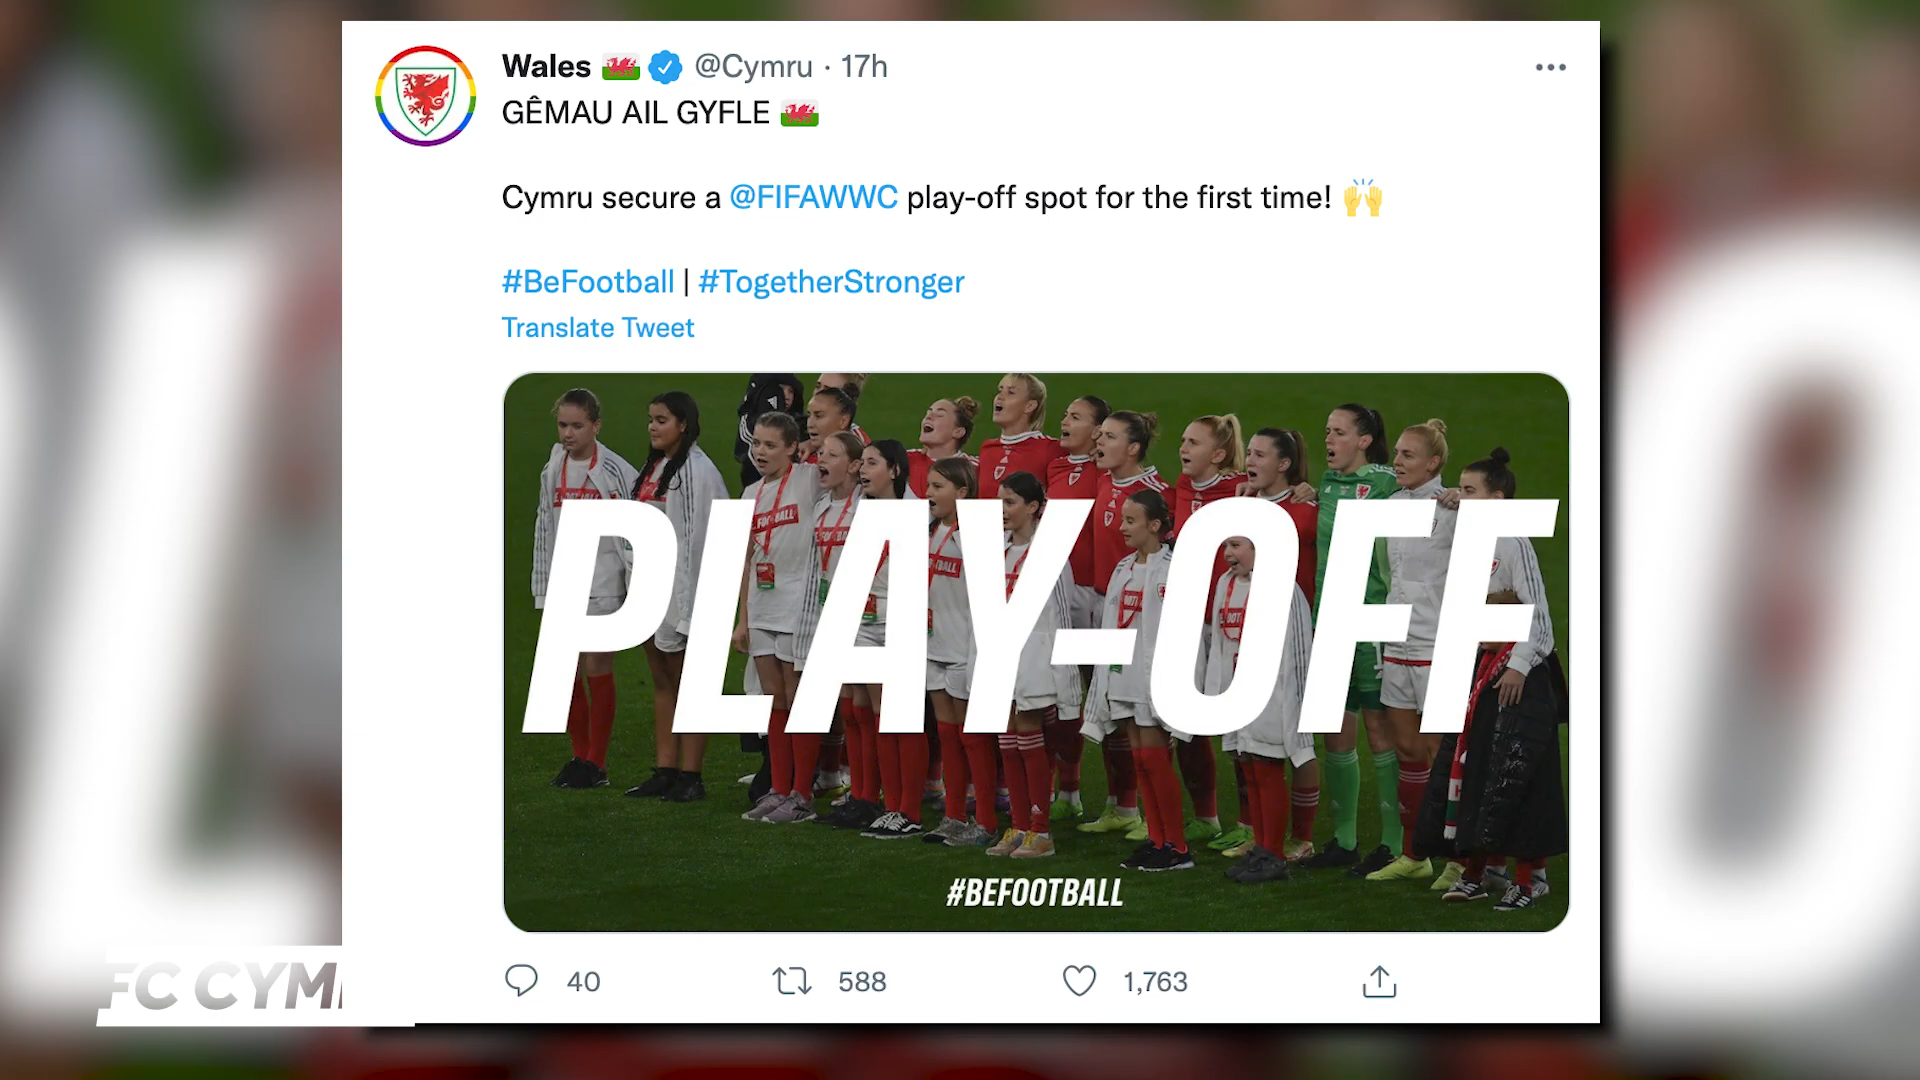 Wales @Cymru · 17h
GÊMAU AIL GYFLE
Cymru secure a @FIFAWWC play-off spot for the first time!
#BeFootball | #TogetherStronger
Translate Tweet
PLAY-OFF
#BEFOOTBALL
40 588 1,763
FC CYM